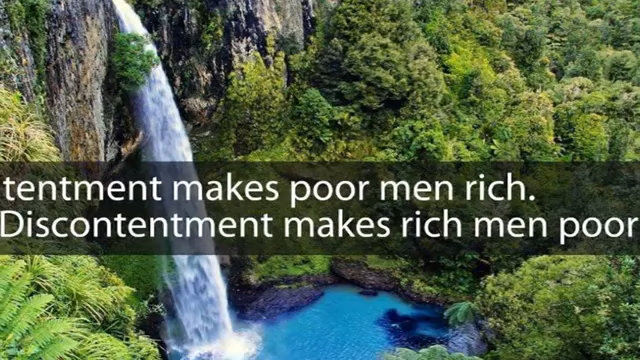 tentment makes poor men rich.
Discontentment makes rich men poor